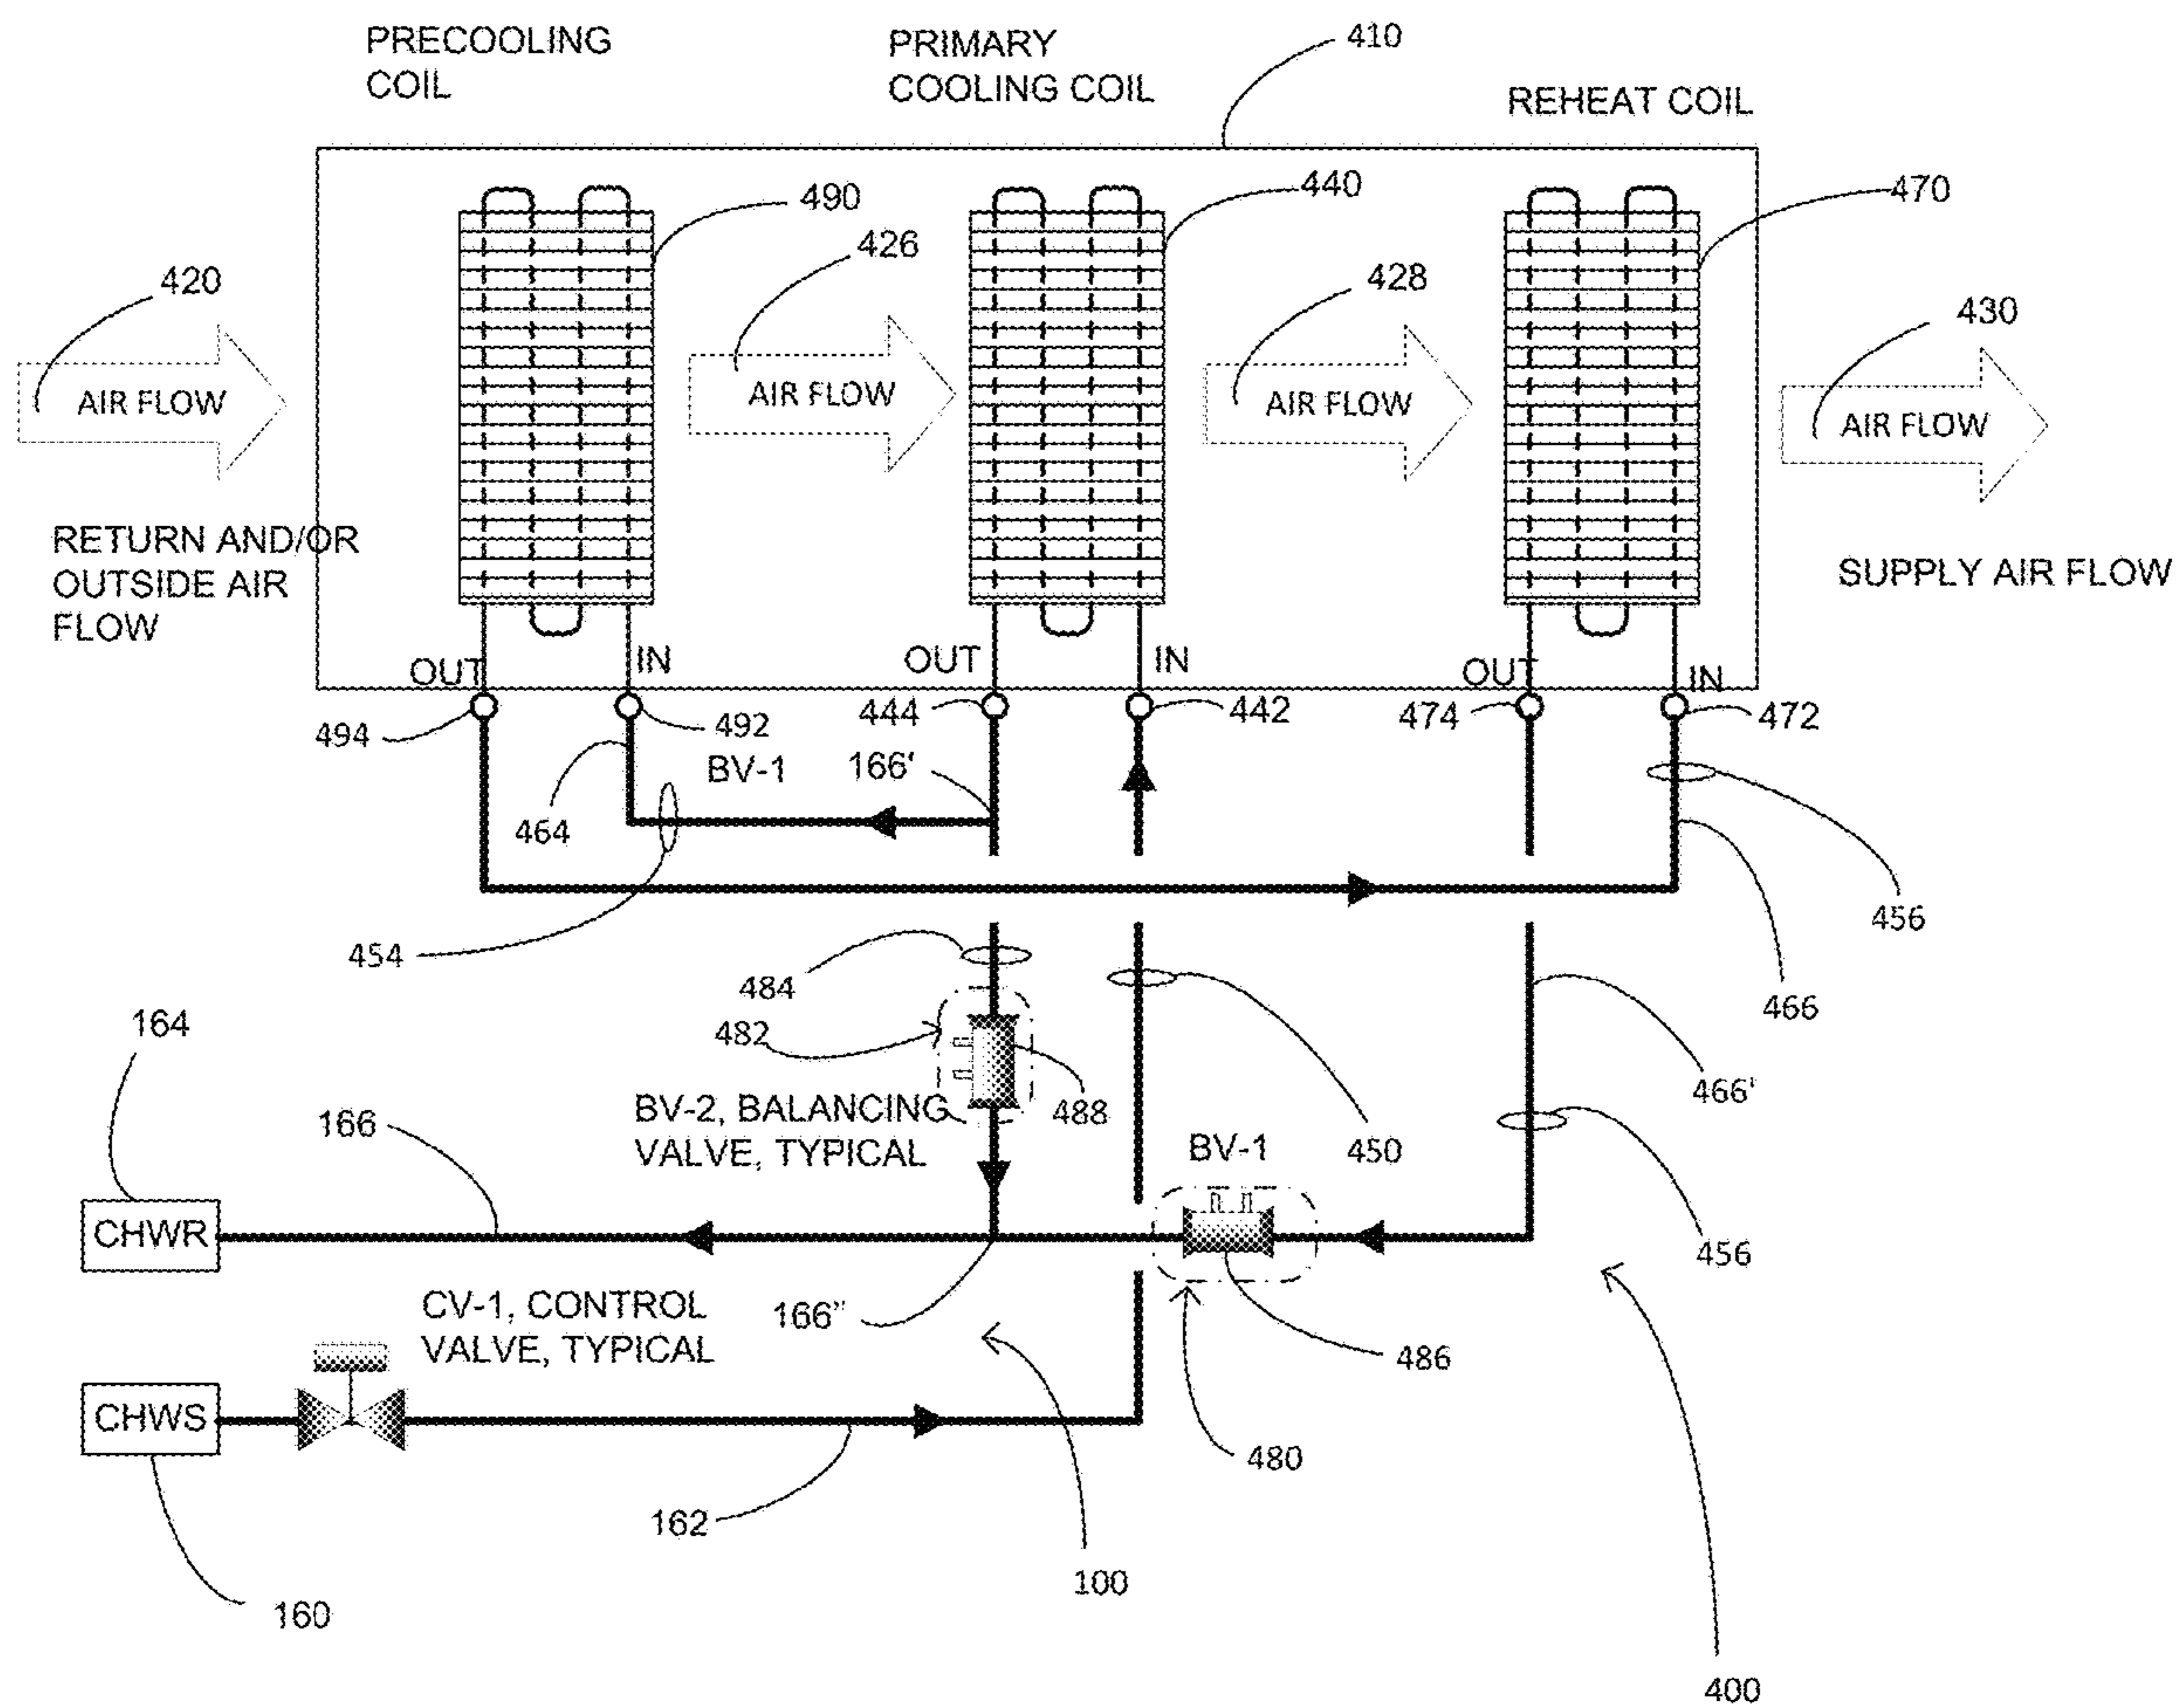 PRECOOLING
COIL
PRIMARY
COOLING COIL
410
REHEAT COIL
490
440
470
420
426
428
430
AIR FLOW
AIR FLOW
AIR FLOW
AIR FLOW
RETURN AND/OR
OUTSIDE AIR
FLOW
SUPPLY AIR FLOW
OUT
IN
OUT
IN
OUT
IN
494
492
444
442
474
472
BV-1
166'
464
454
456
484
482
466
164
466'
166
BV-2, BALANCING
VALVE, TYPICAL
488
450
BV-1
456
CHWR
CV-1, CONTROL
VALVE, TYPICAL
166"
486
CHWS
480
162
100
160
400